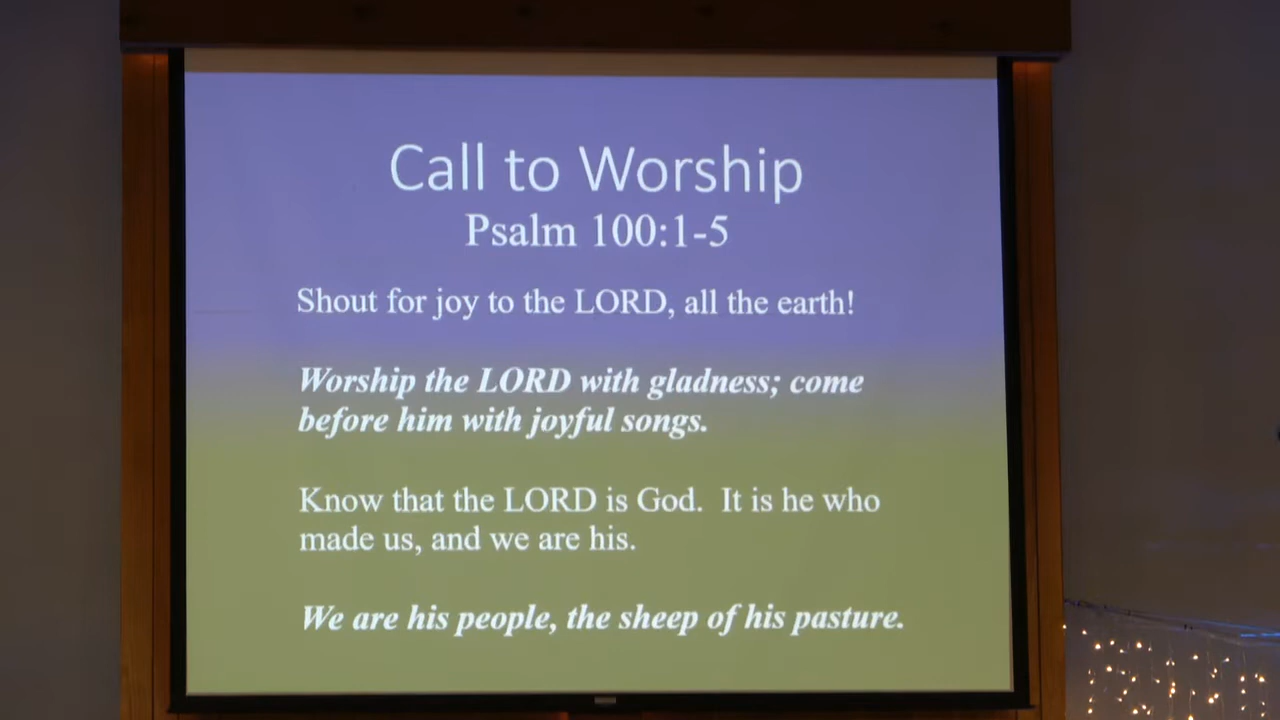 Call to Worship
Psalm 100:1-5
Shout for joy to the LORD, all the earth!
Worship the LORD with gladness; come
before him with joyful songs.
Know that the LORD is God.  It is he who
made us, and we are his.
We are his people, the sheep of his pasture.